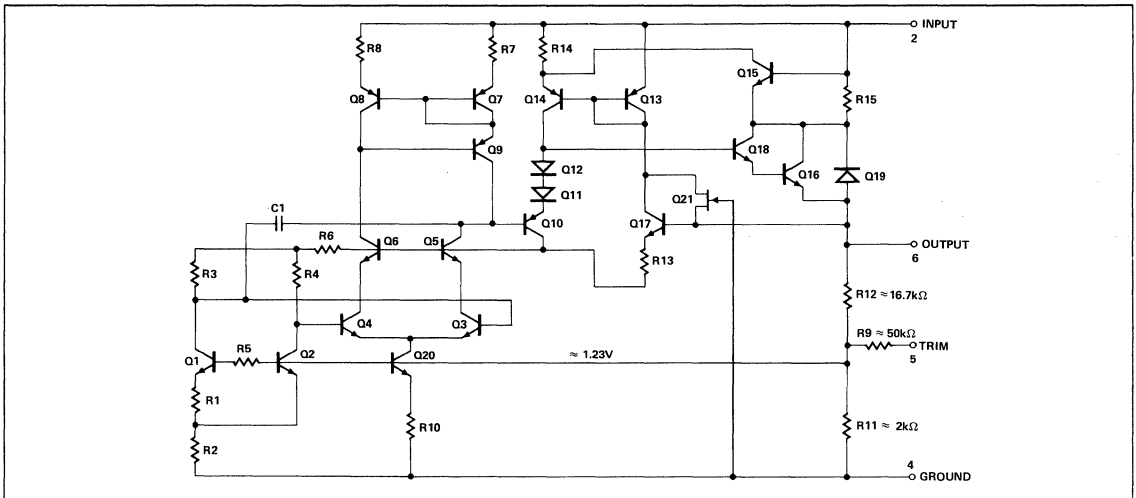 INPUT
2
R8
R7
R14
Q15
R15
Q8
Q7
Q14
Q13
Q9
Q18
Q16
Q19
Q12
Q11
Q21
C1
Q10
Q17
R6
Q6
Q5
OUTPUT
6
R3
R4
R13
R12 ≈ 16.7kΩ
Q4
Q3
R9 ≈ 50kΩ
TRIM
5
R5
Q1
Q2
Q20
≈ 1.23V
R1
R10
R11 ≈ 2kΩ
R2
4
GROUND